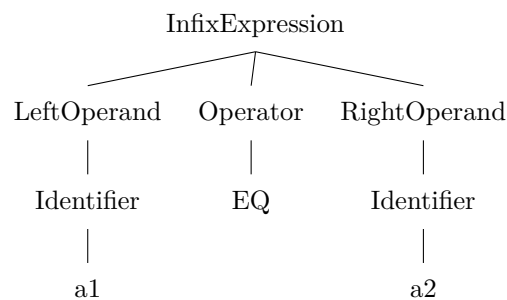 InfixExpression
LeftOperand Operator RightOperand
Identifier EQ Identifier
a1 a2